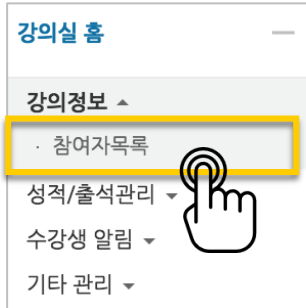 강의실 홈
강의정보
· 참여자목록
성적/출석관리
수강생 알림
기타 관리